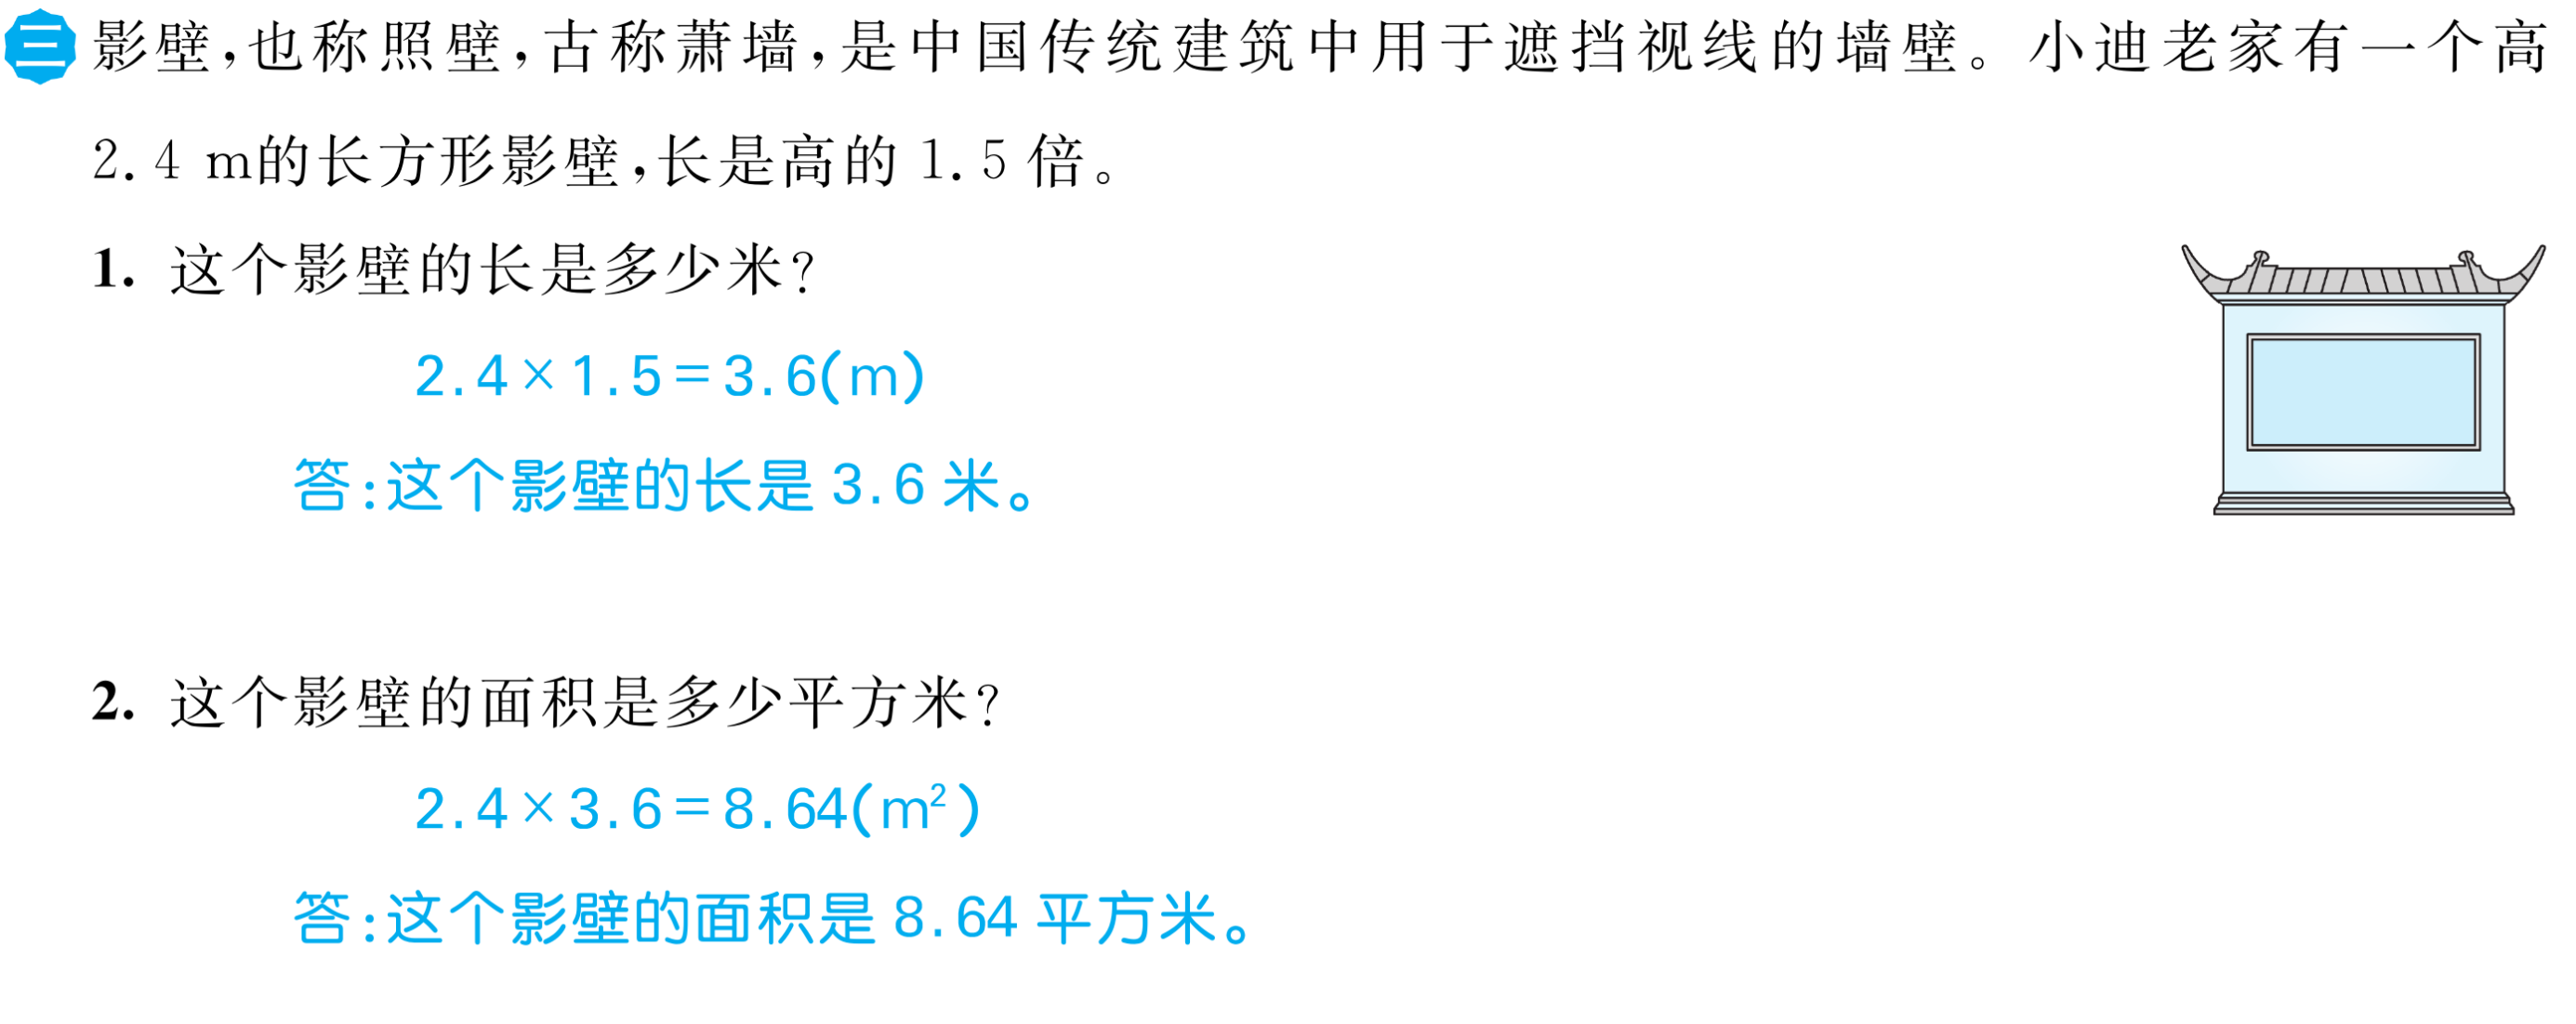 三 影壁,也称照壁,古称萧墙,是中国传统建筑中用于遮挡视线的墙壁。小迪老家有一个高
2.4 m的长方形影壁,长是高的 1.5 倍。
1. 这个影壁的长是多少米?
2.4×1.5=3.6(m)
答:这个影壁的长是 3.6 米。
2. 这个影壁的面积是多少平方米?
2.4×3.6=8.64(m²)
答:这个影壁的面积是 8.64 平方米。